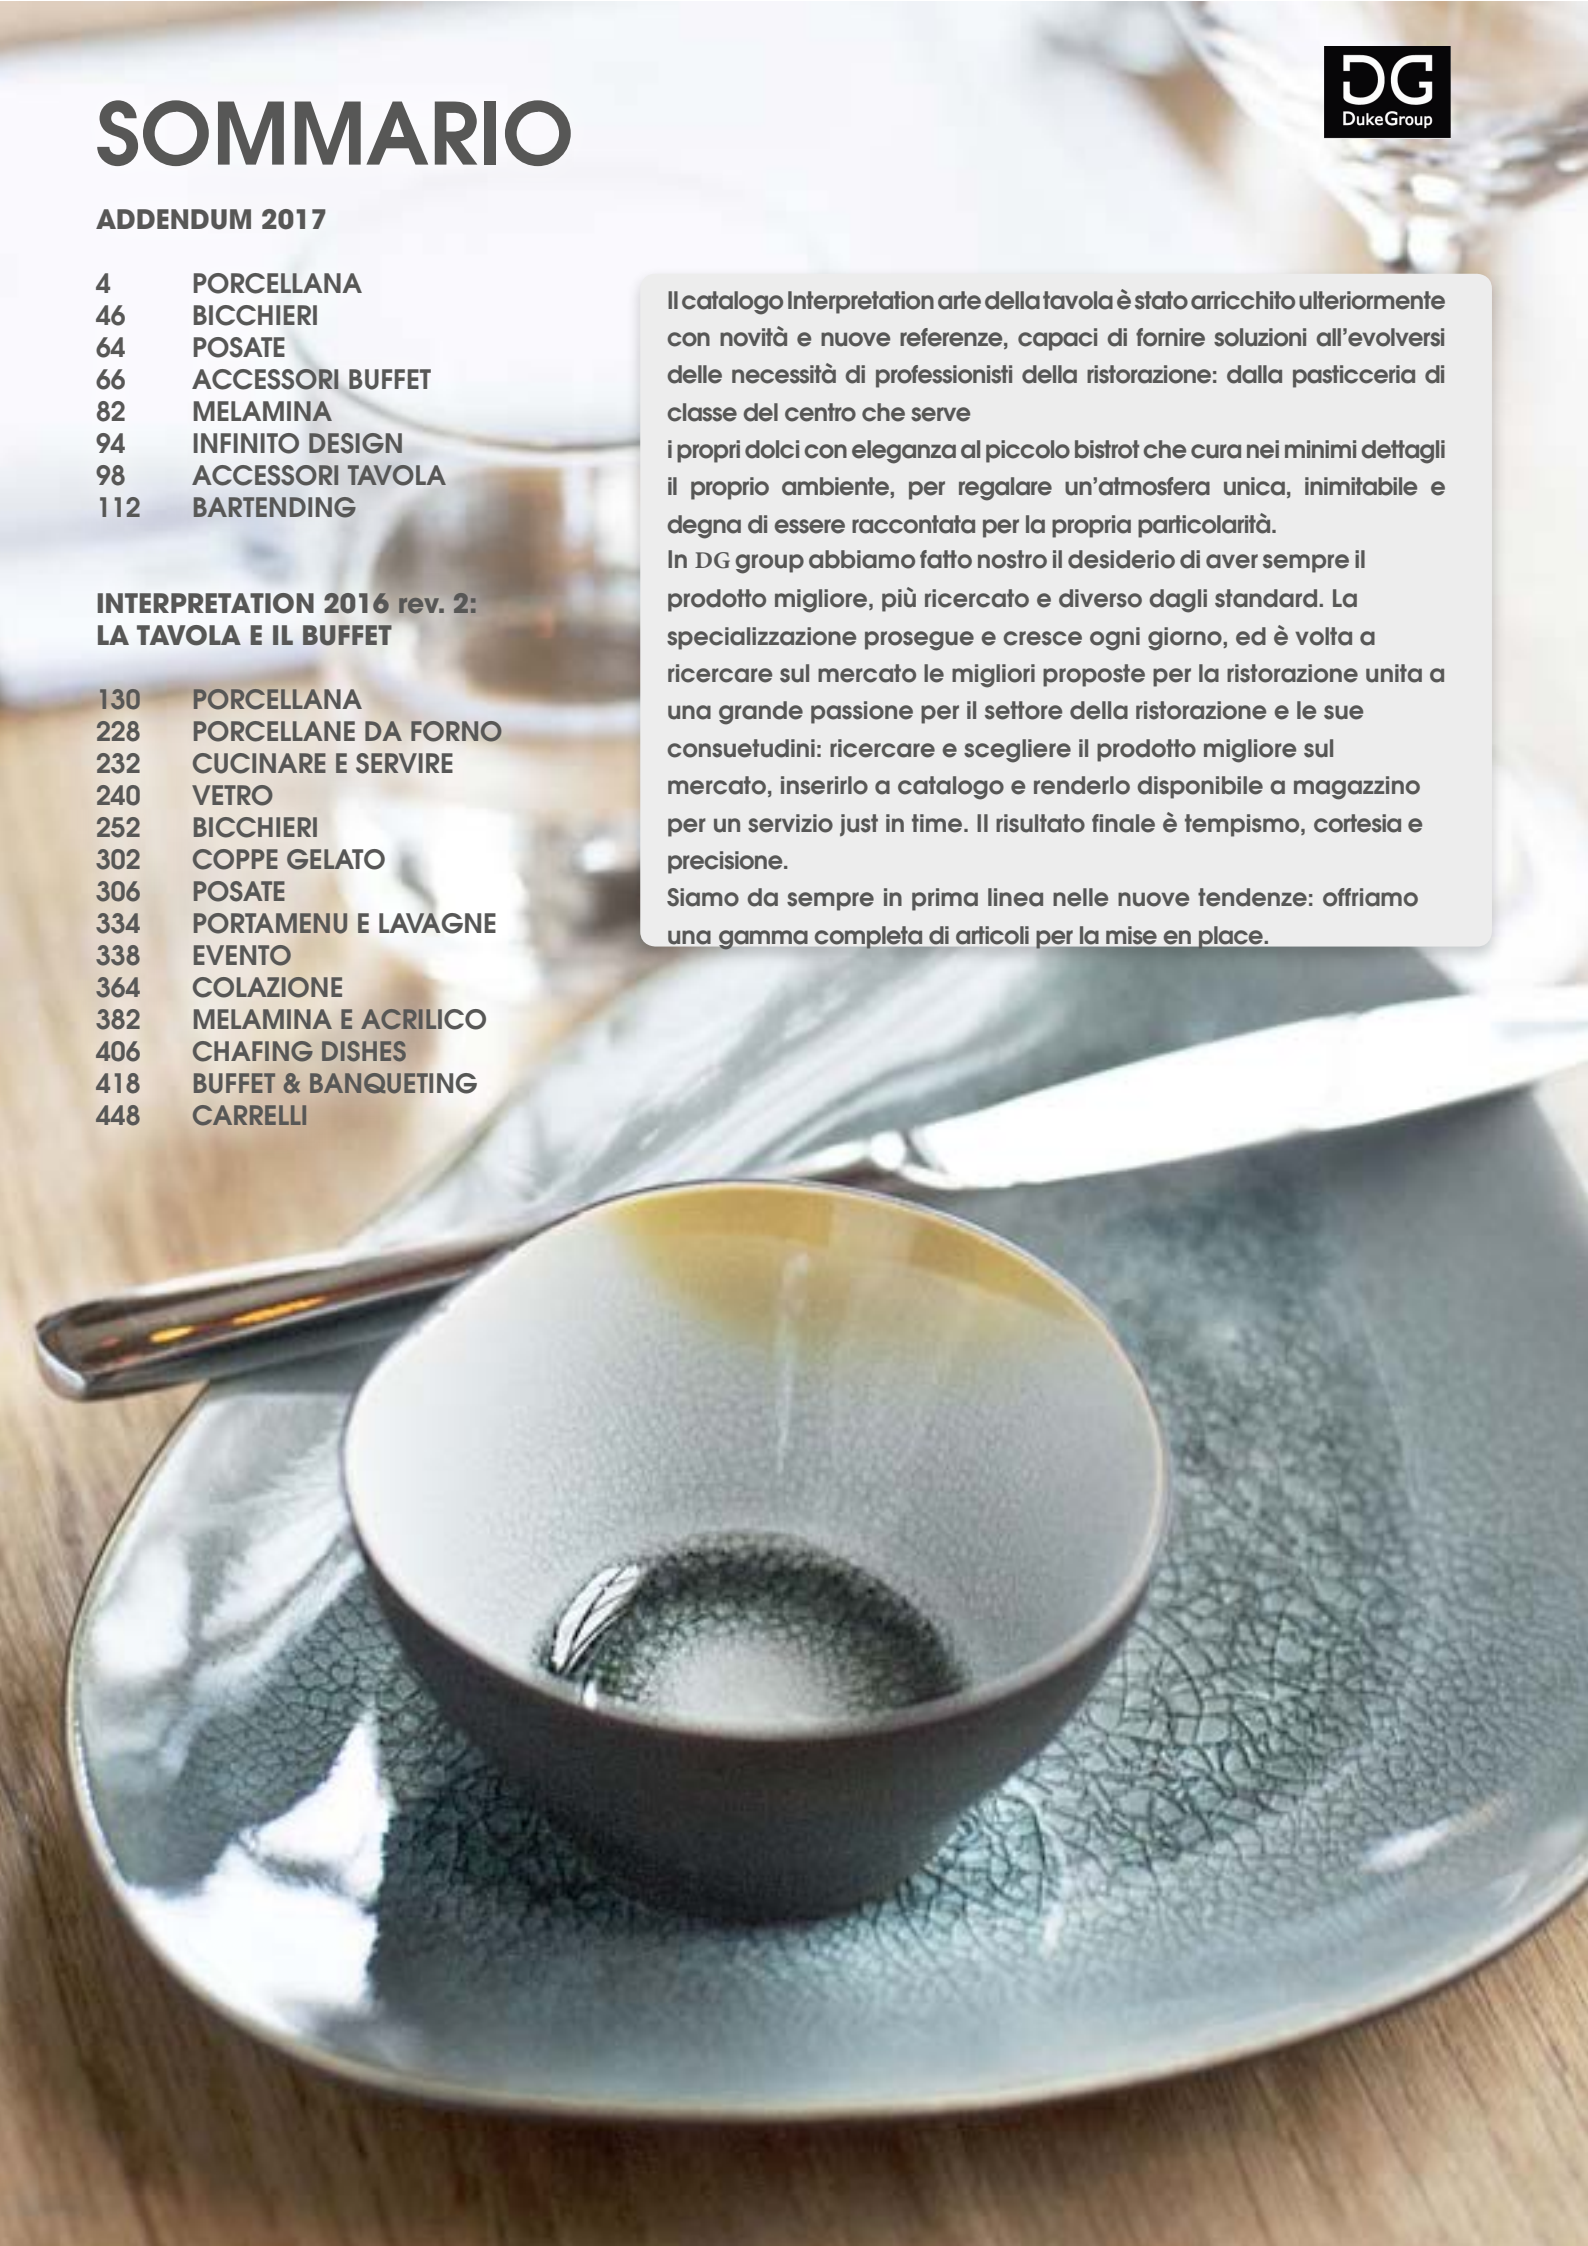 SOMMARIO
DG
DukeGroup
ADDENDUM 2017
4 PORCELLANA
46 BICCHIERI
64 POSATE
66 ACCESSORI BUFFET
82 MELAMINA
94 INFINITO DESIGN
98 ACCESSORI TAVOLA
112 BARTENDING
INTERPRETATION 2016 rev. 2:
LA TAVOLA E IL BUFFET
130 PORCELLANA
228 PORCELLANE DA FORNO
232 CUCINARE E SERVIRE
240 VETRO
252 BICCHIERI
302 COPPE GELATO
306 POSATE
334 PORTAMENU E LAVAGNE
338 EVENTO
364 COLAZIONE
382 MELAMINA E ACRILICO
406 CHAFING DISHES
418 BUFFET & BANQUETING
448 CARRELLI
Il catalogo Interpretation arte della tavola è stato arricchito ulteriormente
con novità e nuove referenze, capaci di fornire soluzioni all'evolversi
delle necessità di professionisti della ristorazione: dalla pasticceria di
classe del centro che serve
i propri dolci con eleganza al piccolo bistrot che cura nei minimi dettagli
il proprio ambiente, per regalare un'atmosfera unica, inimitabile e
degna di essere raccontata per la propria particolarità.
In DG group abbiamo fatto nostro il desiderio di aver sempre il
prodotto migliore, più ricercato e diverso dagli standard. La
specializzazione prosegue e cresce ogni giorno, ed è volta a
ricercare sul mercato le migliori proposte per la ristorazione unita a
una grande passione per il settore della ristorazione e le sue
consuetudini: ricercare e scegliere il prodotto migliore sul
mercato, inserirlo a catalogo e renderlo disponibile a magazzino
per un servizio just in time. Il risultato finale è tempismo, cortesia e
precisione.
Siamo da sempre in prima linea nelle nuove tendenze: offriamo
una gamma completa di articoli per la mise en place.